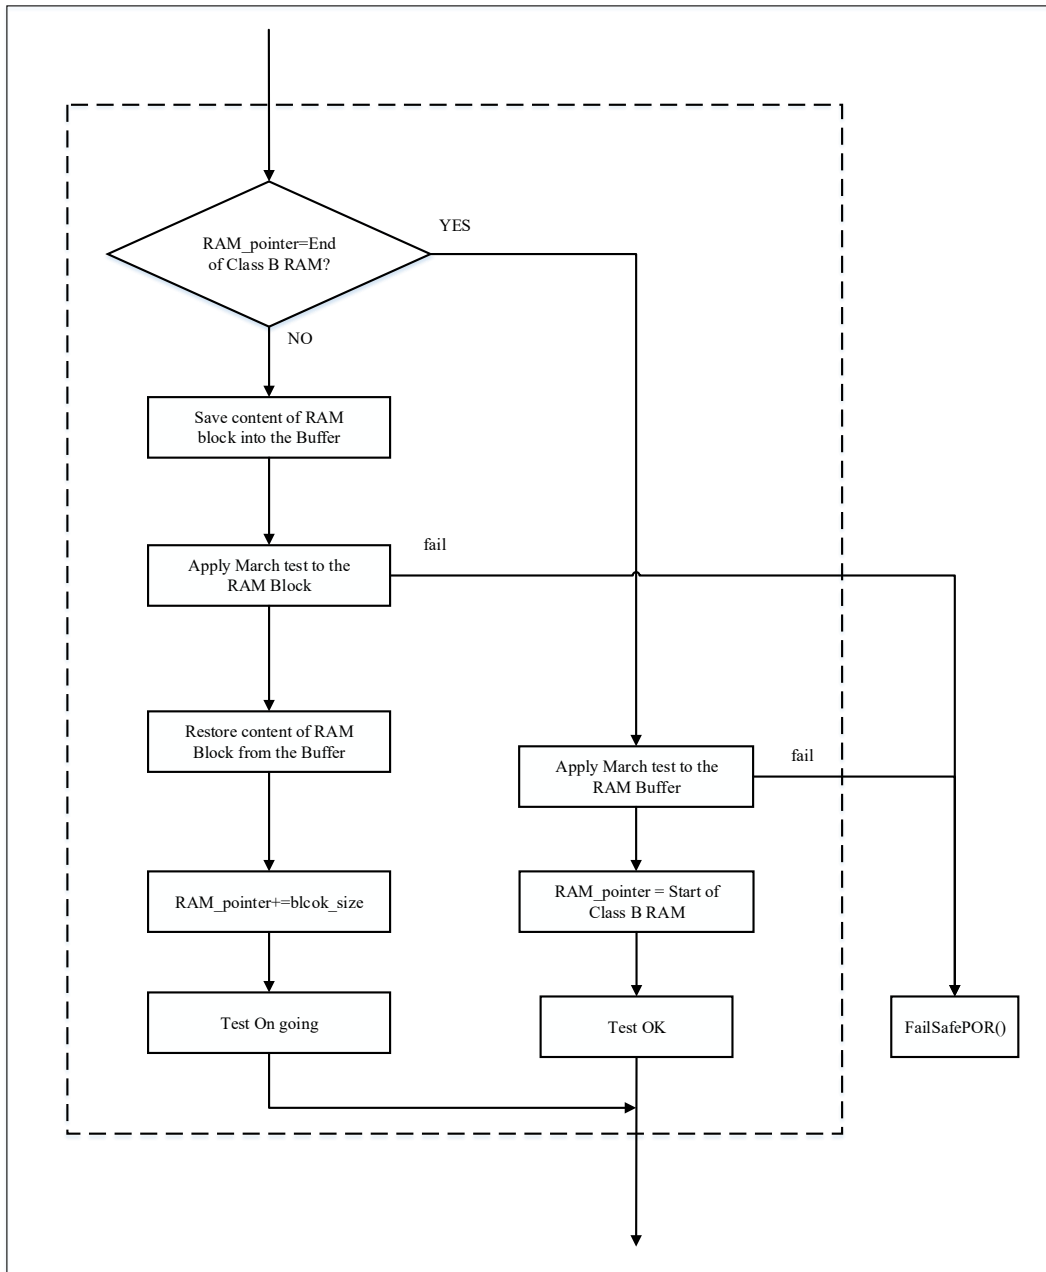 YES
RAM_pointer=End
of Class B RAM?
NO
Save content of RAM
block into the Buffer
fail
Apply March test to the
RAM Block
Restore content of RAM
Block from the Buffer
fail
Apply March test to the
RAM Buffer
RAM_pointer+=blcok_size
RAM_pointer = Start of
Class B RAM
Test On going
Test OK
FailSafePOR()